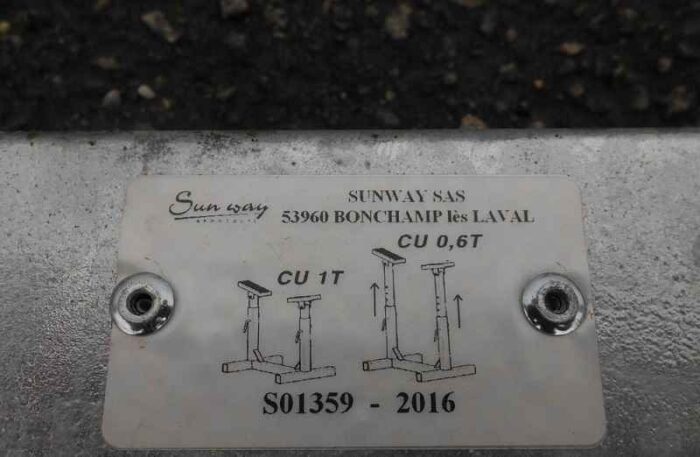 Sun way
SUNWAY SAS
53960 BONCHAMP lès LAVAL
CU 1T
CU 0,6T
S01359 - 2016